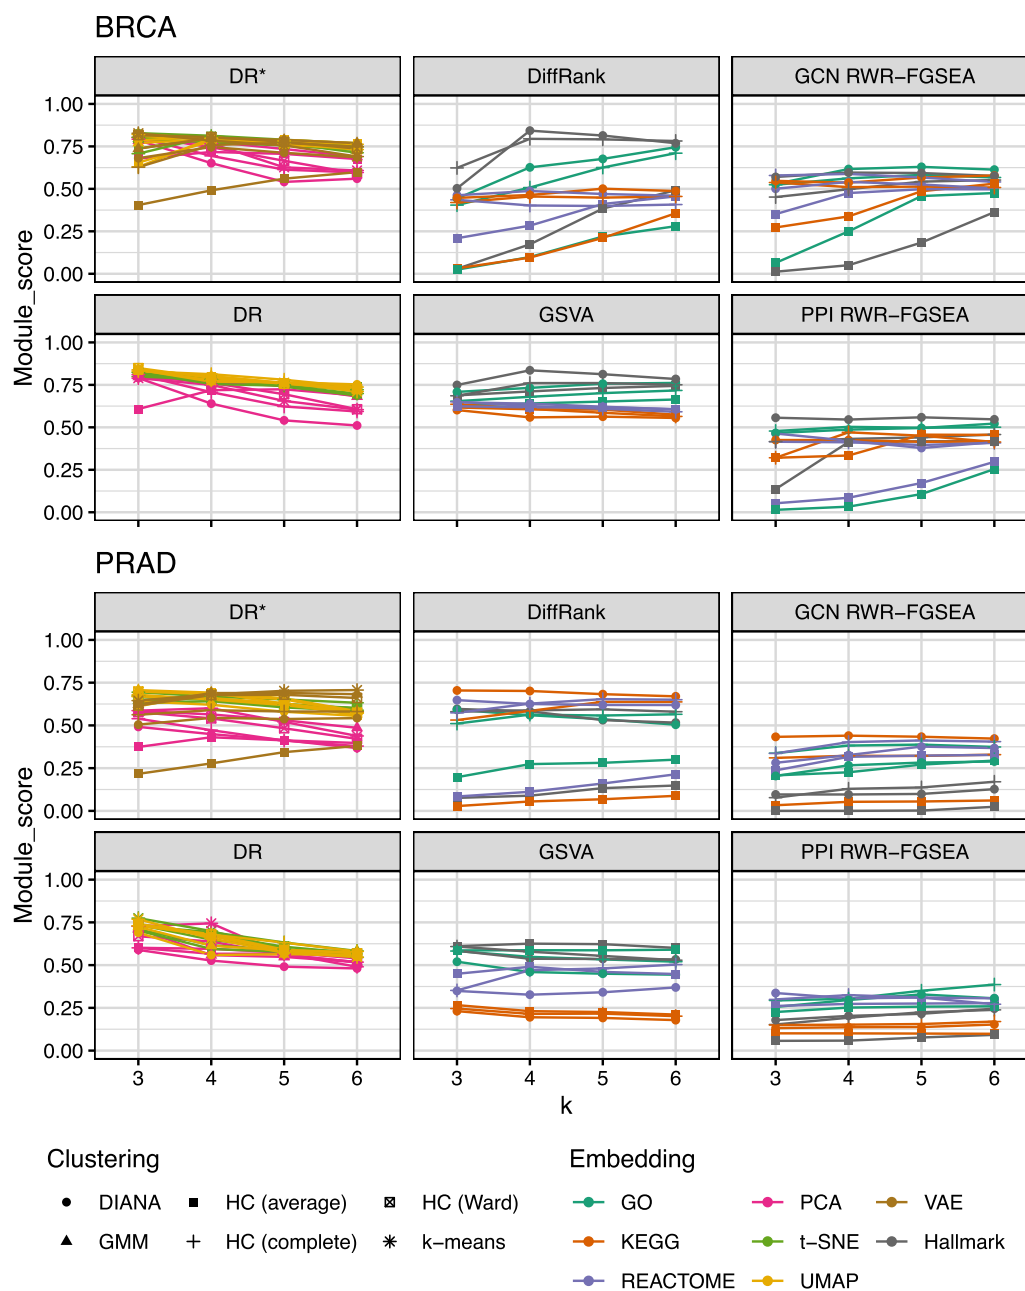 BRCA
DR* DiffRank GCN RWR−FGSEA
1.00
0.75
0.50
0.25
0.00
DR GSVA PPI RWR−FGSEA
1.00
0.75
0.50
0.25
0.00
Module_score
PRAD
DR* DiffRank GCN RWR−FGSEA
1.00
0.75
0.50
0.25
0.00
DR GSVA PPI RWR−FGSEA
1.00
0.75
0.50
0.25
0.00
Module_score
3 4 5 6 3 4 5 6 3 4 5 6
k
Clustering
DIANA HC (average) HC (Ward)
GMM HC (complete) k−means
Embedding
GO PCA VAE
KEGG t−SNE Hallmark
REACTOME UMAP